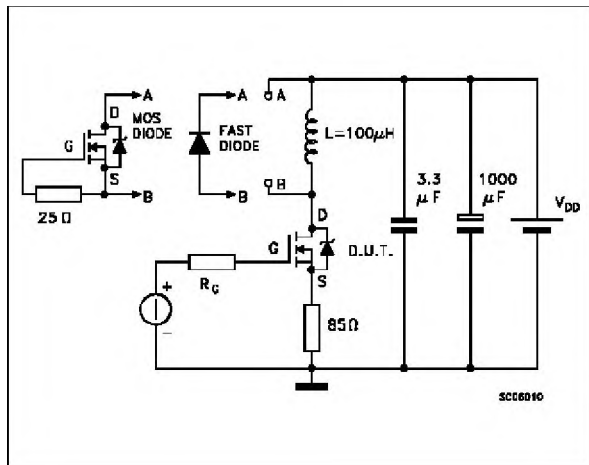 A
D
MOS
DIODE
G
S
B
25Ω
A
FAST
DIODE
B
A
B
L=100μH
D
G
D.U.T.
S
RG
+
-
85Ω
3.3
μF
1000
μF
VDD
SC06010